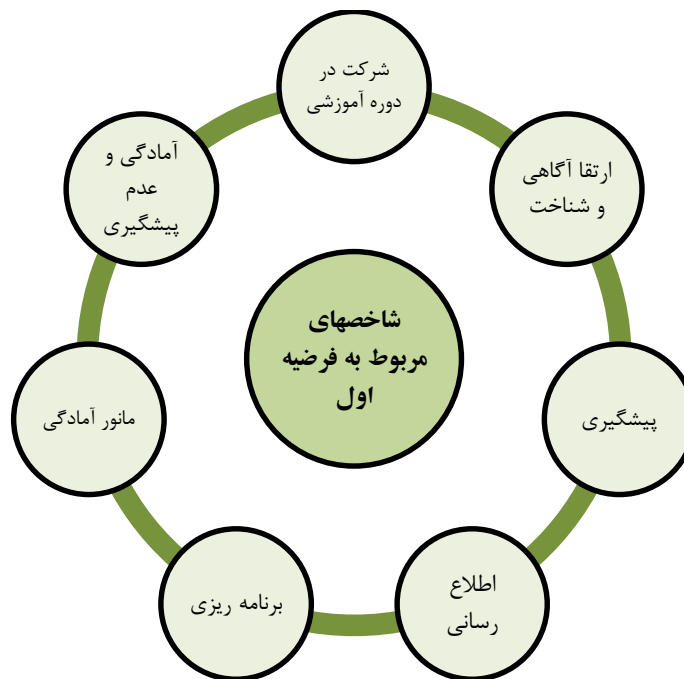 شرکت در
دوره آموزشی
ارتقا آگاهی
و شناخت
پیشگیری
اطلاع
رسانی
برنامه ریزی
مانور آمادگی
آمادگی و
عدم
پیشگیری
شاخصهای
مربوط به فرضیه
اول